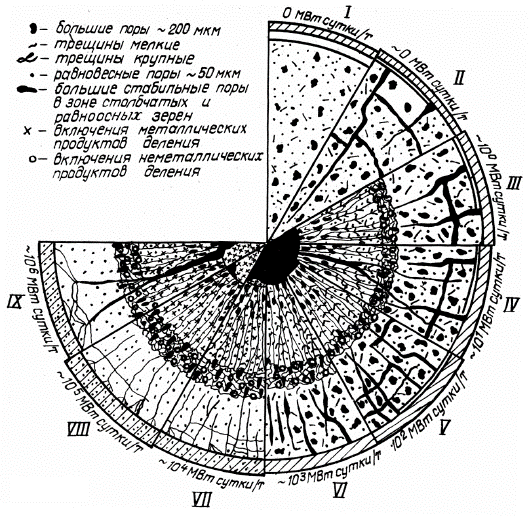 - большие поры ~ 200 мкм
- трещины мелкие
- трещины крупные
- равновесные поры ~ 50 мкм
- большие стабильные поры
в зоне столбчатых и
равноосных зерен
x - включения металлических
продуктов деления
o - включения неметаллических
продуктов деления
I
0 МВт сутки/т
II
~0 МВт сутки/т
III
~10⁰ МВт сутки/т
IV
~10¹ МВт сутки/т
V
10² МВт сутки/т
VI
~10³ МВт сутки/т
VII
~10⁴ МВт сутки/т
VIII
~10⁵ МВт сутки/т
IX
~10⁶ МВт сутки/т